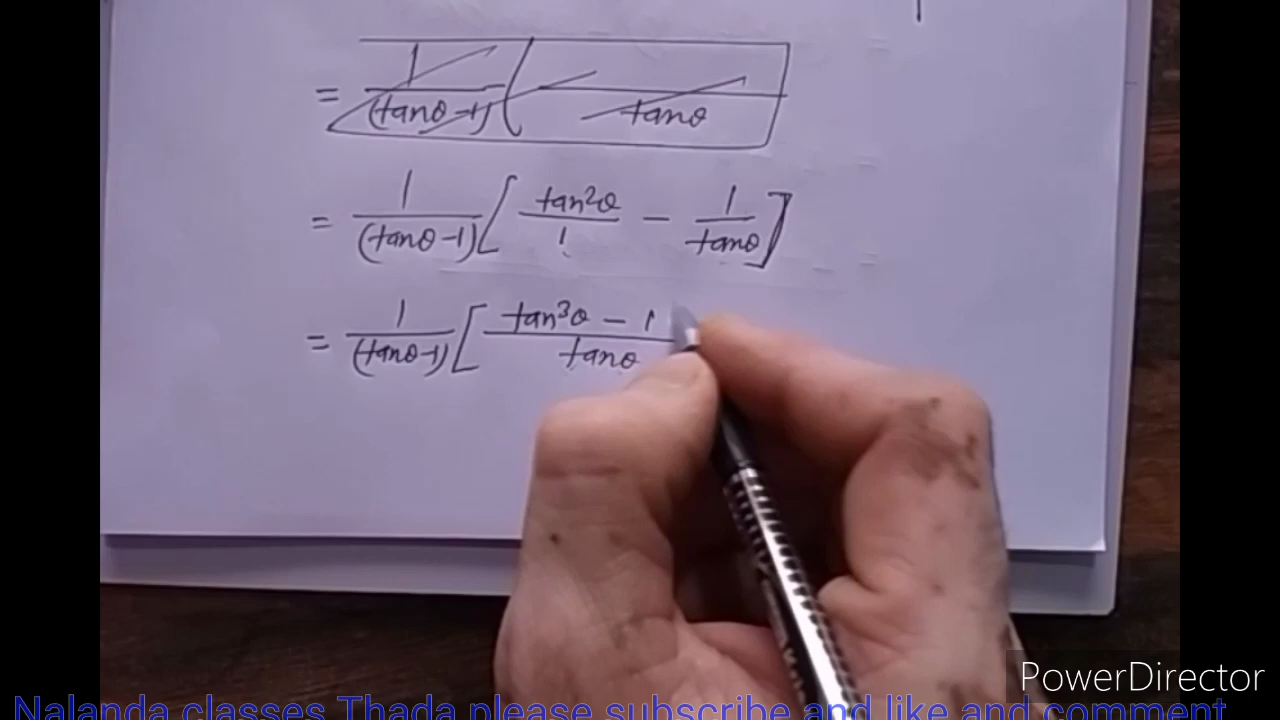 = 1/(tanθ-1) ( /tanθ
= 1/(tanθ-1) [ tan²θ/1 - 1/tanθ ]
= 1/(tanθ-1) [ tan³θ - 1/tanθ
PowerDirector
Nalanda classes Thada please subscribe and like and comment